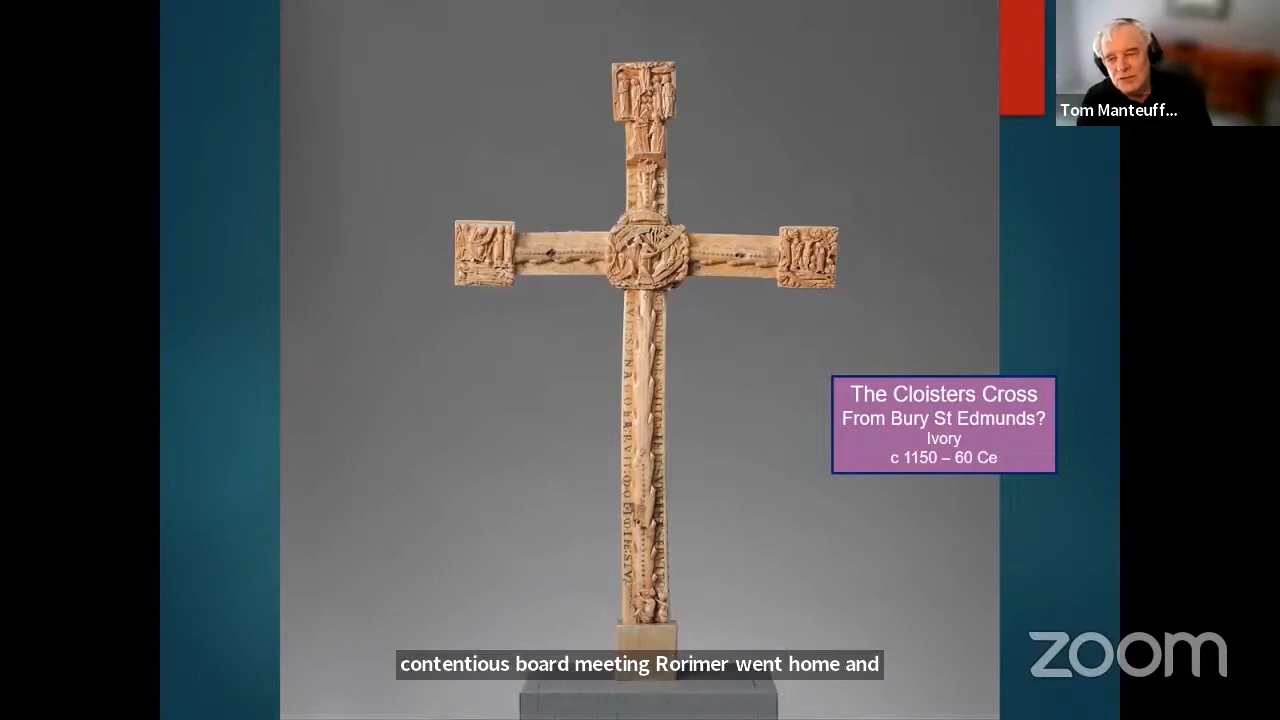 Tom Manteuff...
The Cloisters Cross
From Bury St Edmunds?
Ivory
c 1150 – 60 Ce
contentious board meeting Rorimer went home and
zoom